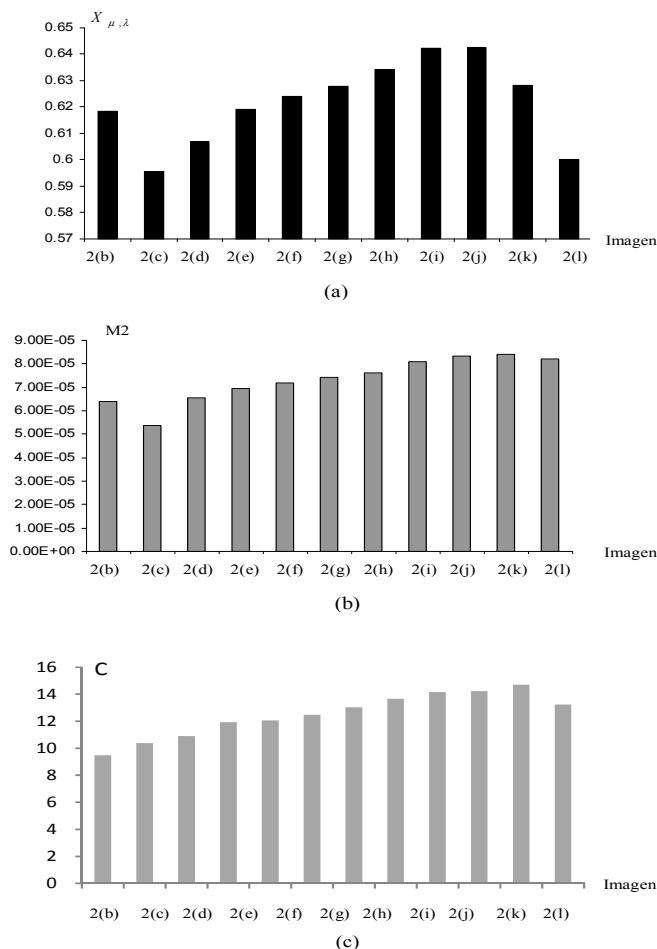 X μ,λ
0.65
0.64
0.63
0.62
0.61
0.6
0.59
0.58
0.57
2(b) 2(c) 2(d) 2(e) 2(f) 2(g) 2(h) 2(i) 2(j) 2(k) 2(l) Imagen
(a)
M2
9.00E-05
8.00E-05
7.00E-05
6.00E-05
5.00E-05
4.00E-05
3.00E-05
2.00E-05
1.00E-05
0.00E+00
2(b) 2(c) 2(d) 2(e) 2(f) 2(g) 2(h) 2(i) 2(j) 2(k) 2(l) Imagen
(b)
C
16
14
12
10
8
6
4
2
0
2(b) 2(c) 2(d) 2(e) 2(f) 2(g) 2(h) 2(i) 2(j) 2(k) 2(l) Imagen
(c)